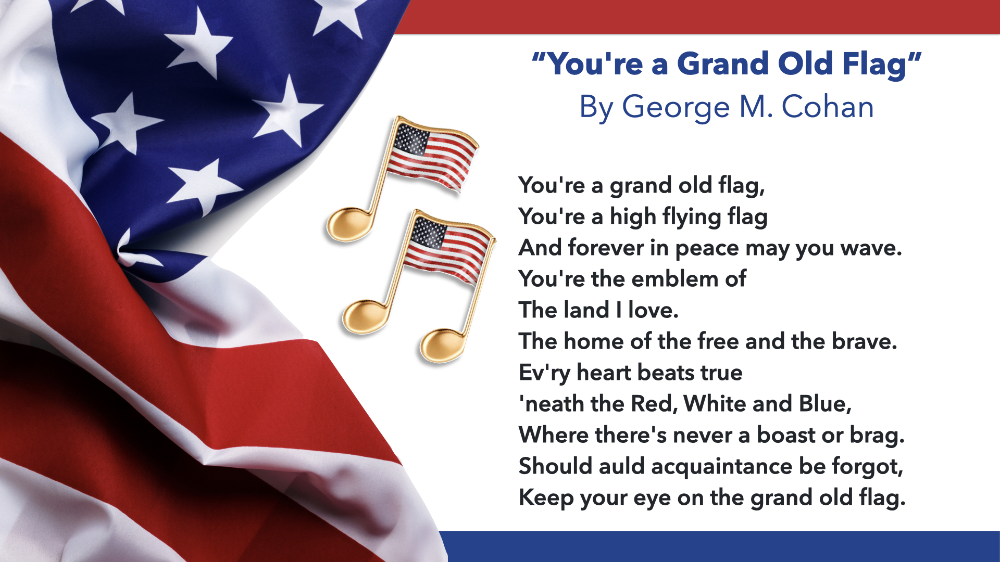 “You're a Grand Old Flag”
By George M. Cohan
You're a grand old flag,
You're a high flying flag
And forever in peace may you wave.
You're the emblem of
The land I love.
The home of the free and the brave.
Ev'ry heart beats true
'neath the Red, White and Blue,
Where there's never a boast or brag.
Should auld acquaintance be forgot,
Keep your eye on the grand old flag.